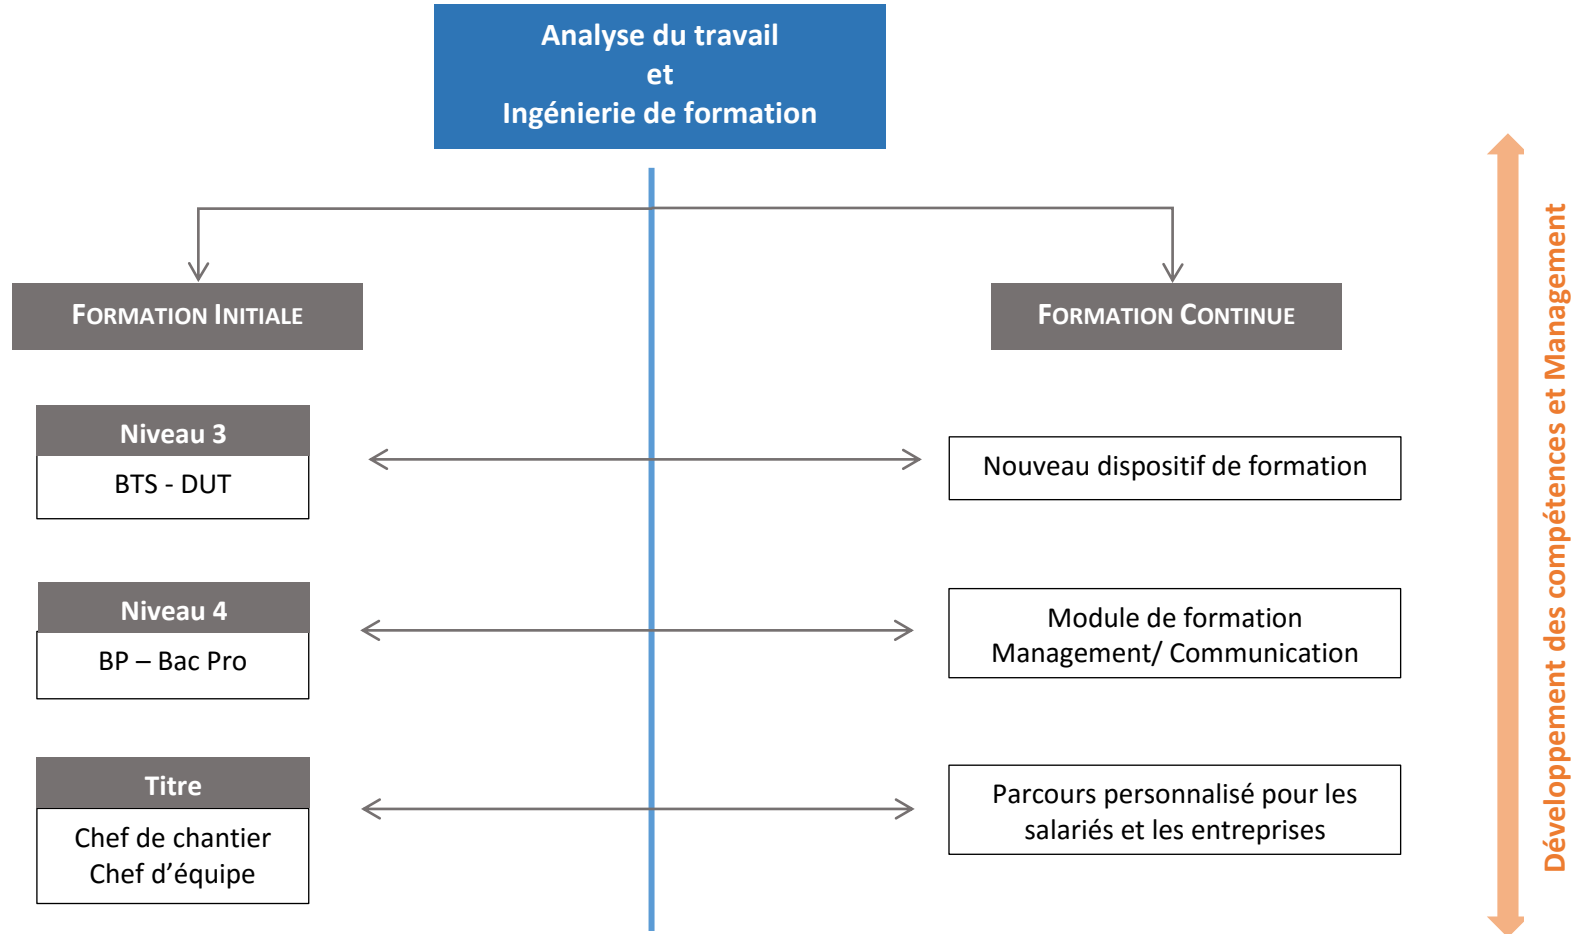 Analyse du travail
et
Ingénierie de formation
FORMATION INITIALE
FORMATION CONTINUE
Niveau 3
BTS - DUT
Nouveau dispositif de formation
Niveau 4
BP – Bac Pro
Module de formation
Management/ Communication
Titre
Chef de chantier
Chef d’équipe
Parcours personnalisé pour les
salariés et les entreprises
Développement des compétences et Management